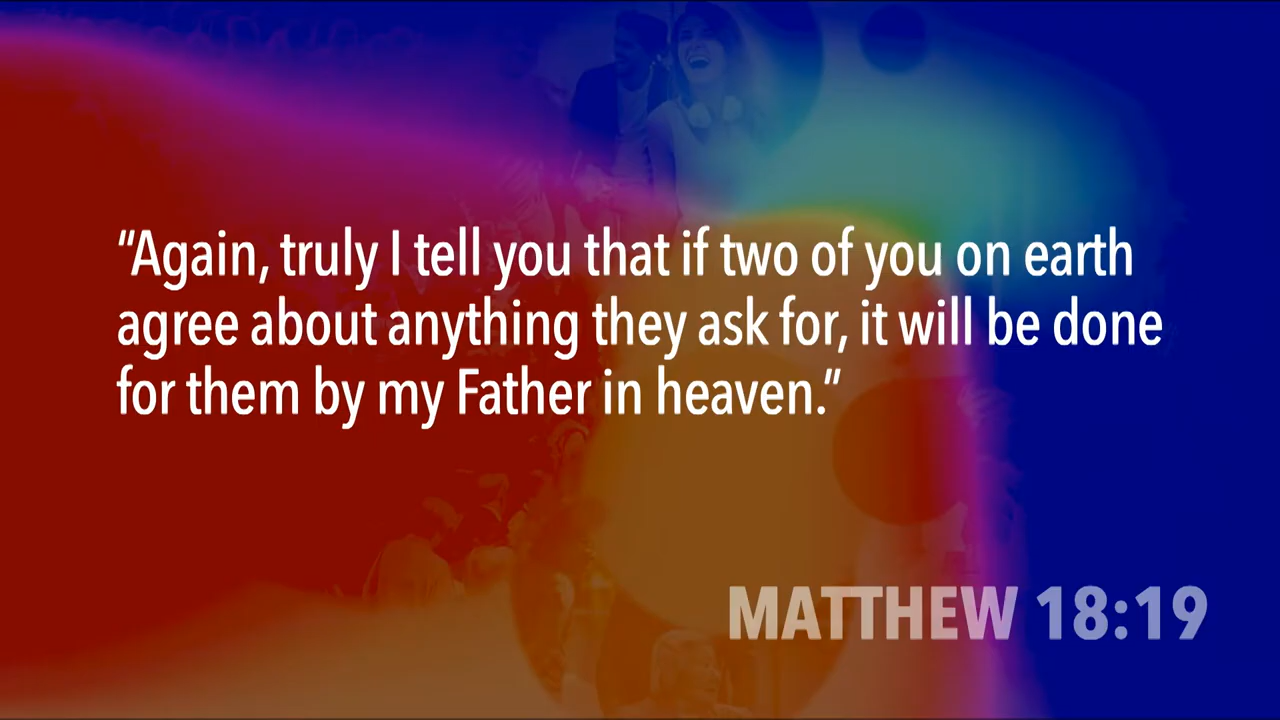 “Again, truly I tell you that if two of you on earth
agree about anything they ask for, it will be done
for them by my Father in heaven.”
MATTHEW 18:19